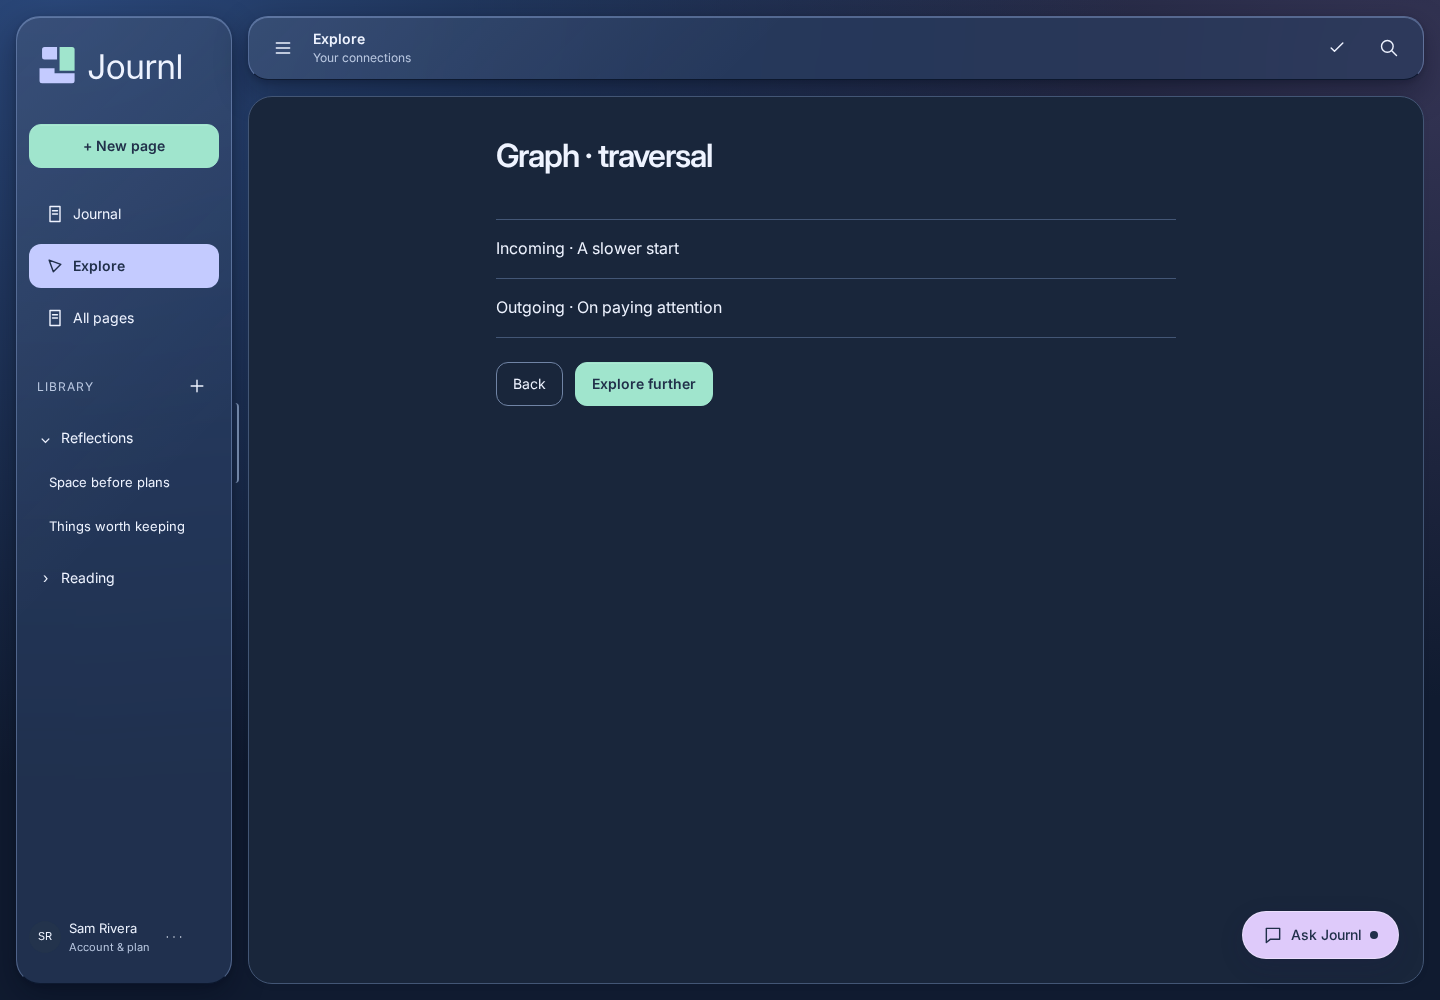 Journl
+ New page
Journal
Explore
All pages
LIBRARY
Reflections
Space before plans
Things worth keeping
Reading
SR
Sam Rivera
Account & plan
Explore
Your connections
Graph · traversal
Incoming · A slower start
Outgoing · On paying attention
Back
Explore further
Ask Journl